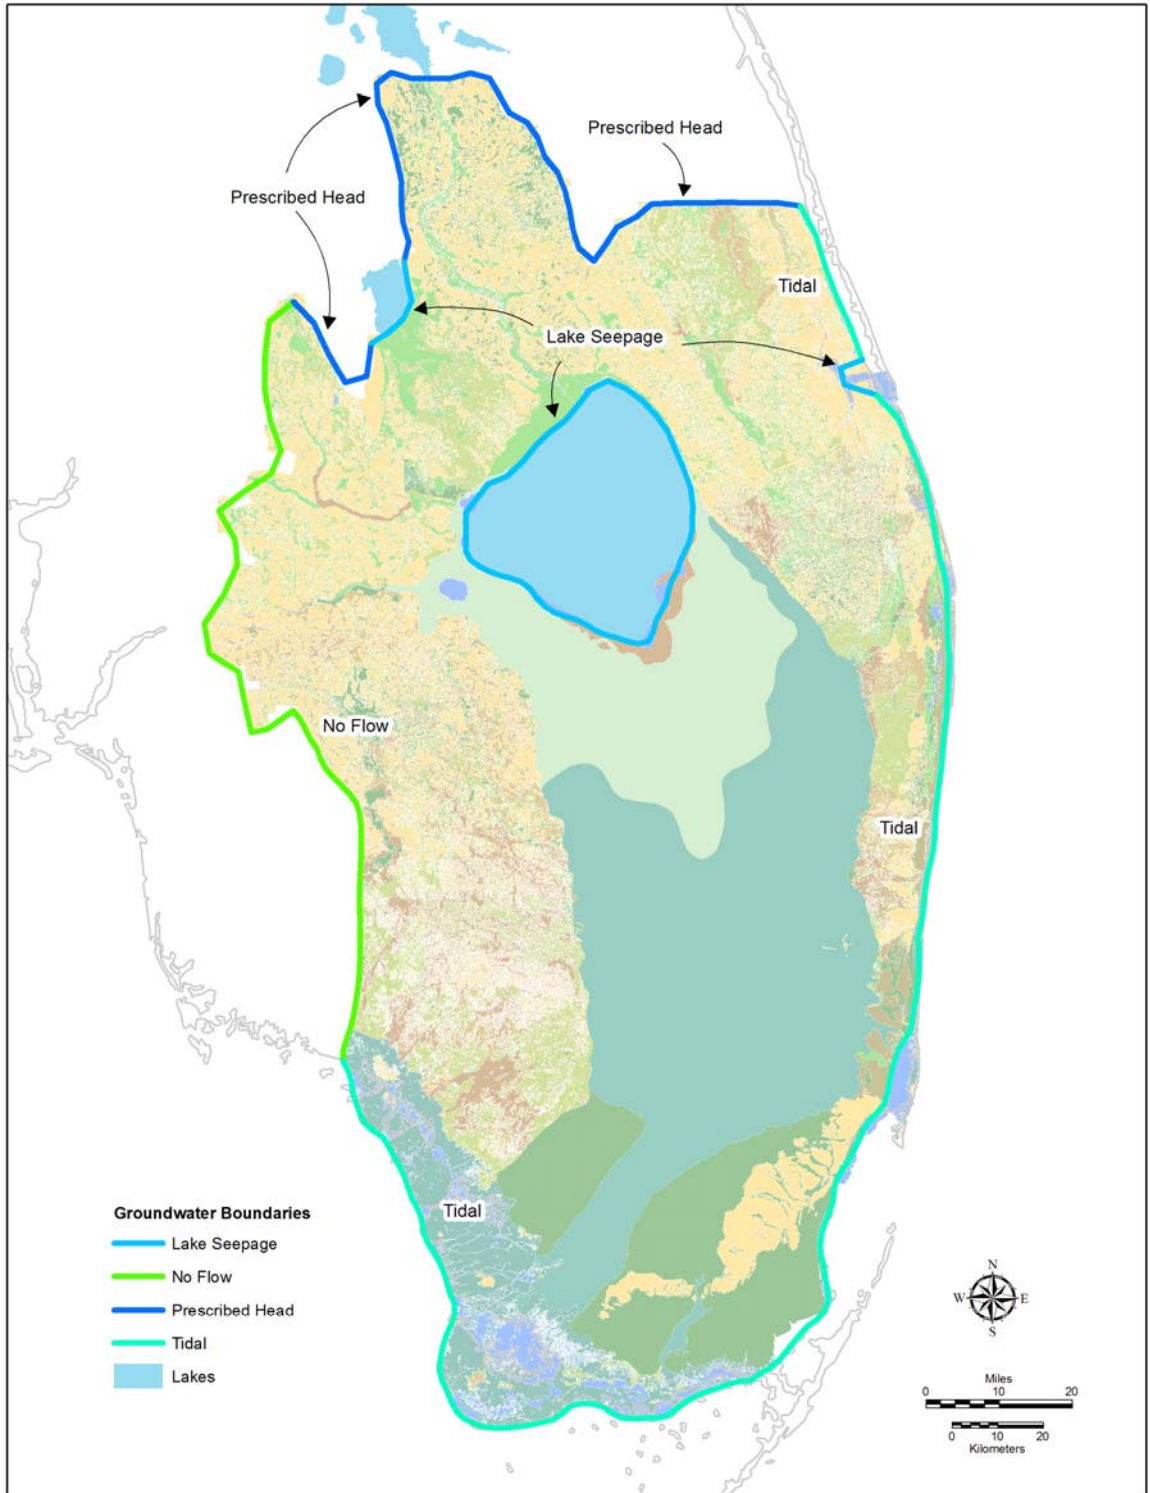 Prescribed Head
Prescribed Head
Tidal
Lake Seepage
No Flow
Tidal
Tidal
Groundwater Boundaries
Lake Seepage
No Flow
Prescribed Head
Tidal
Lakes
N
W E
S
Miles
0 10 20
0 10 20
Kilometers